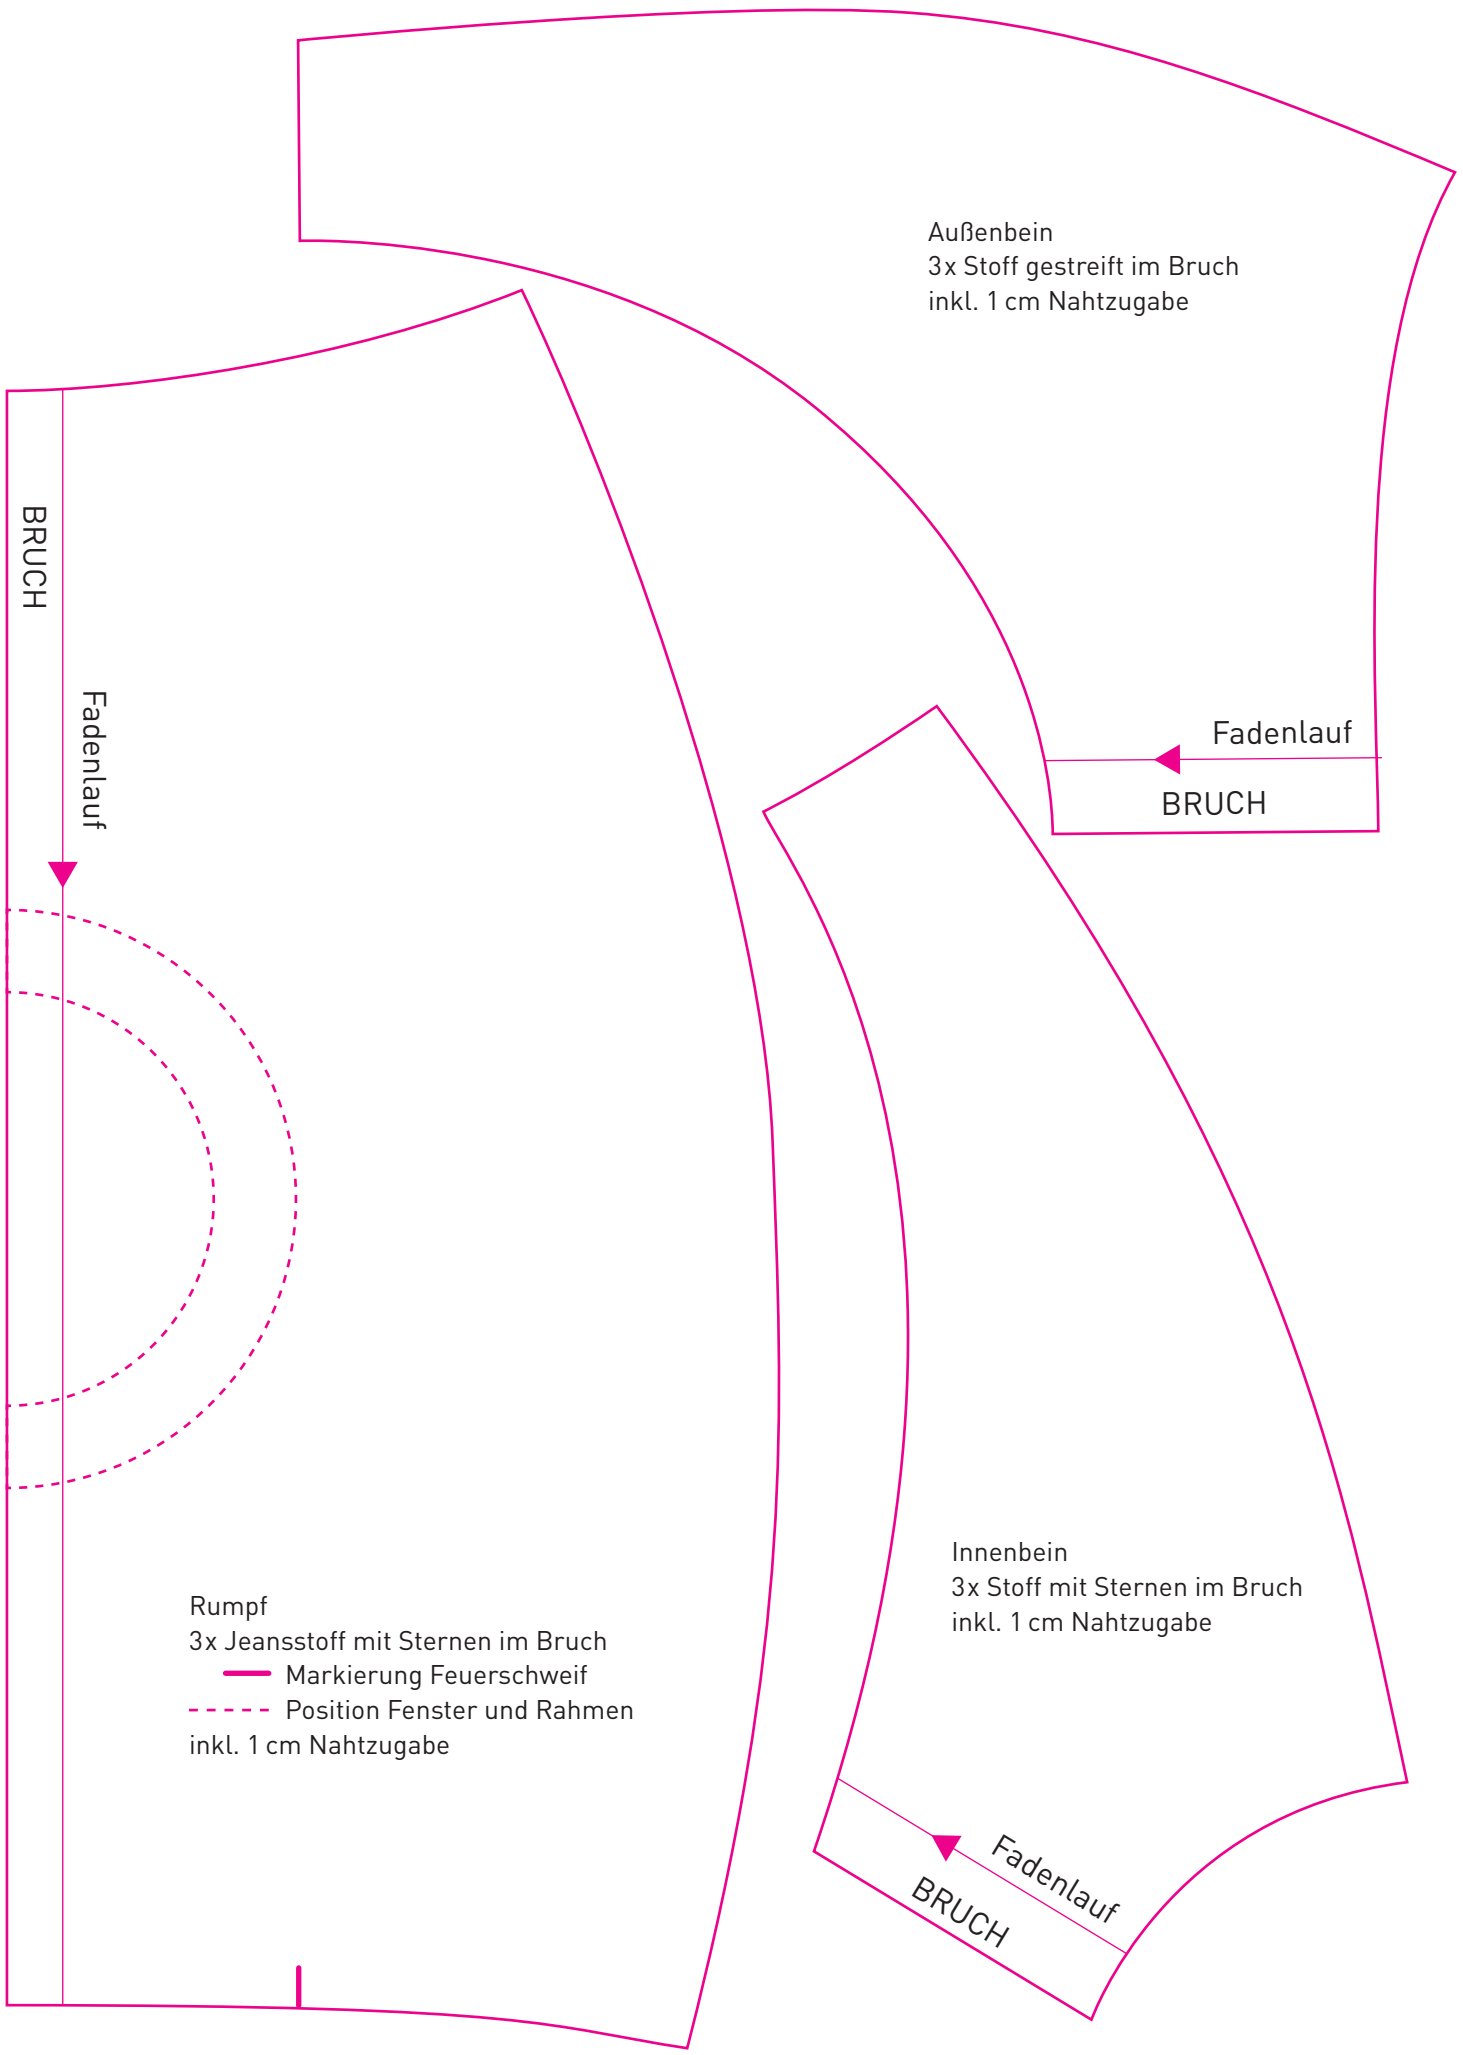 Außenbein
3x Stoff gestreift im Bruch
inkl. 1 cm Nahtzugabe
Fadenlauf
BRUCH
BRUCH
Fadenlauf
Rumpf
3x Jeansstoff mit Sternen im Bruch
Markierung Feuerschweif
Position Fenster und Rahmen
inkl. 1 cm Nahtzugabe
Innenbein
3x Stoff mit Sternen im Bruch
inkl. 1 cm Nahtzugabe
Fadenlauf
BRUCH